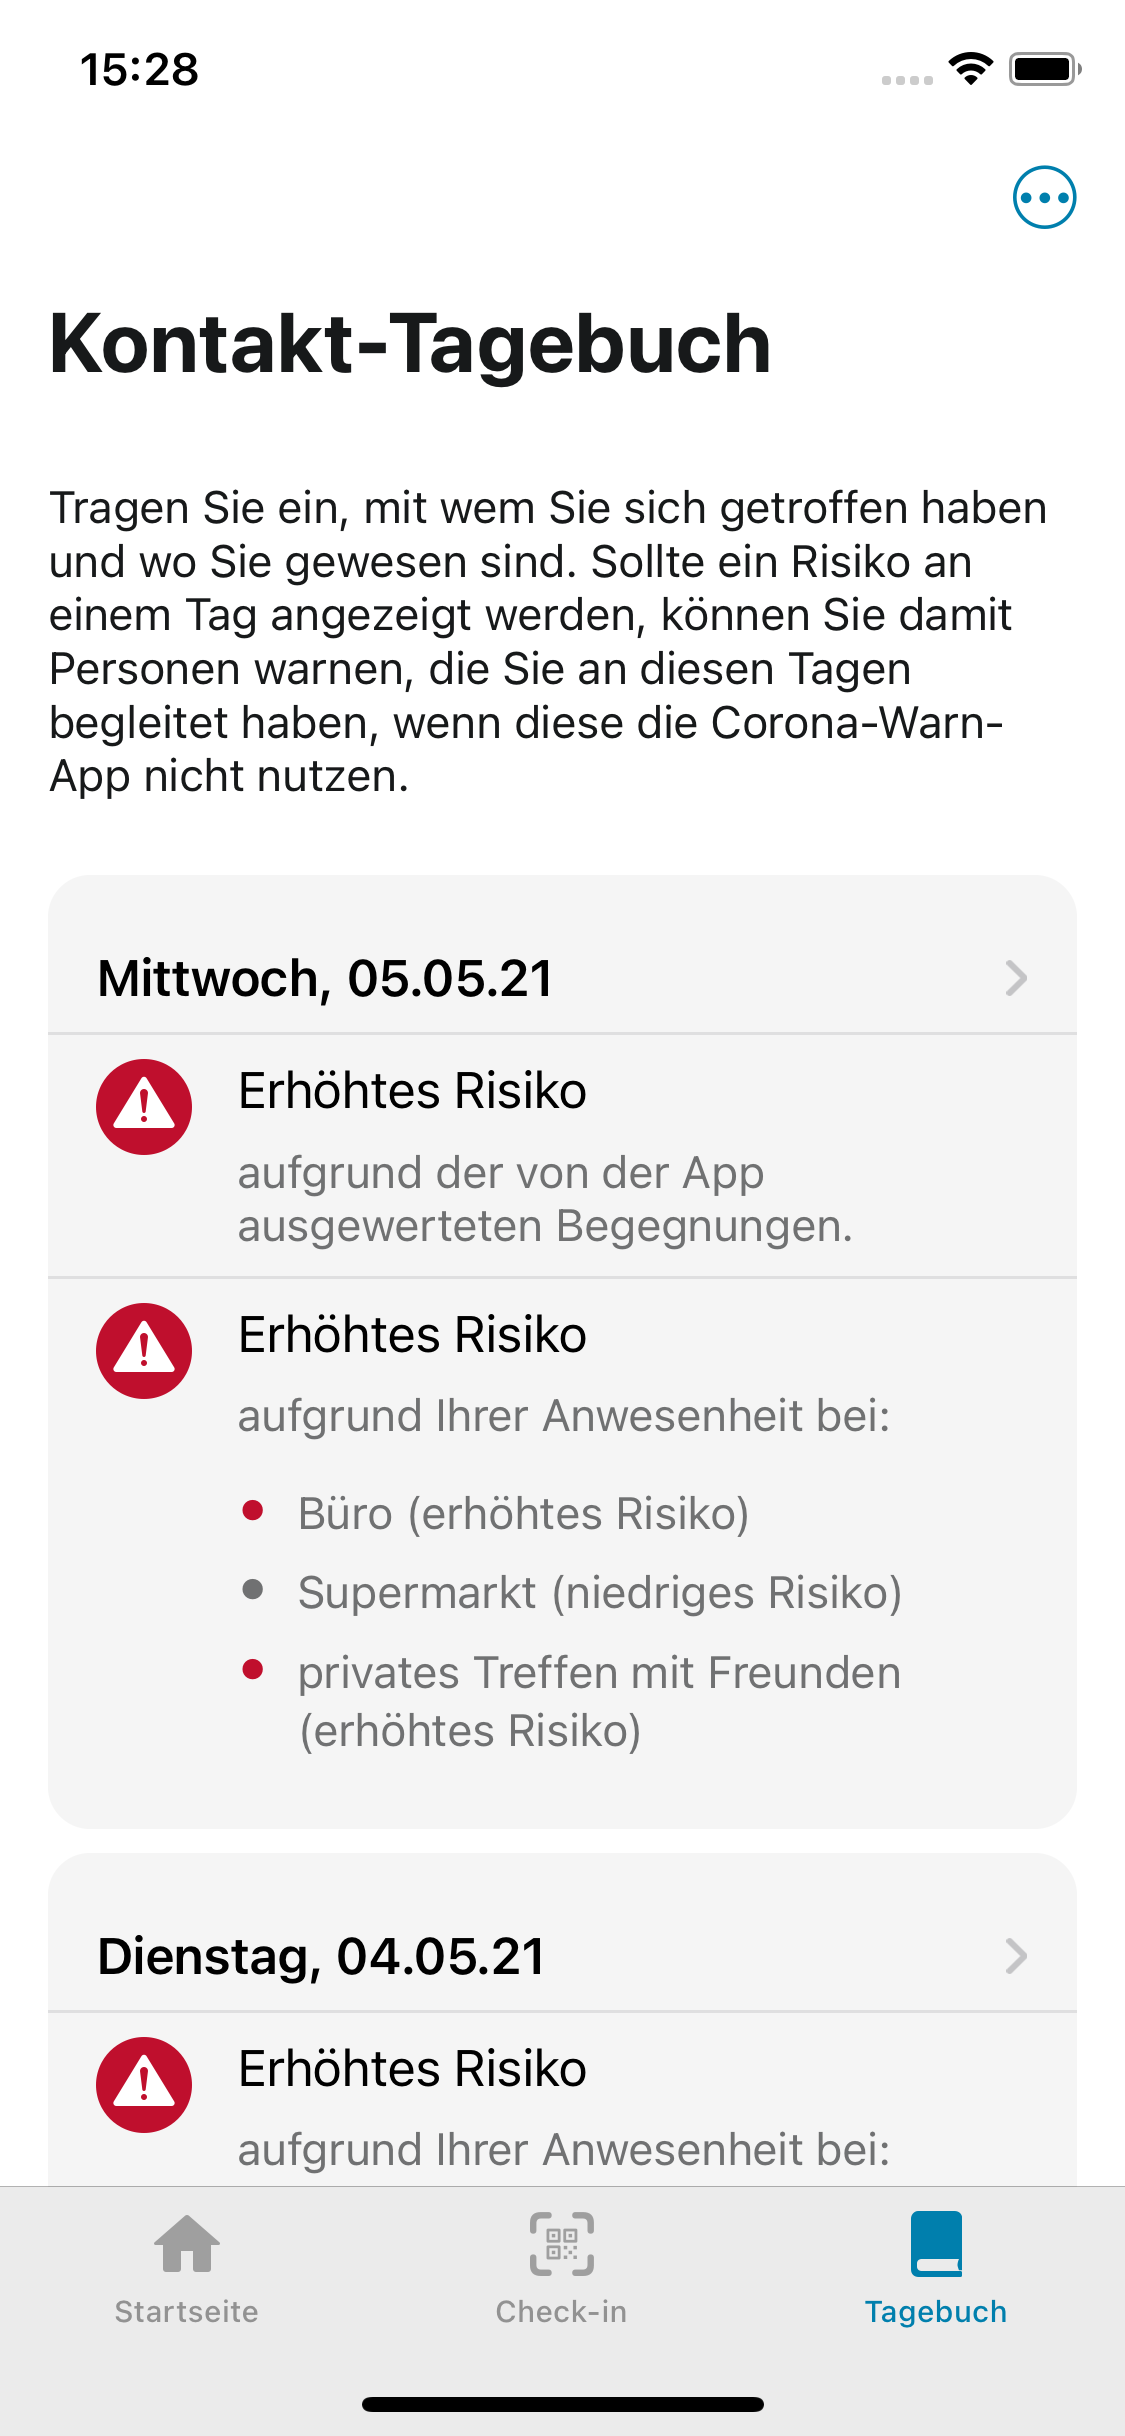 15:28
Kontakt-Tagebuch
Tragen Sie ein, mit wem Sie sich getroffen haben
und wo Sie gewesen sind. Sollte ein Risiko an
einem Tag angezeigt werden, können Sie damit
Personen warnen, die Sie an diesen Tagen
begleitet haben, wenn diese die Corona-Warn-
App nicht nutzen.
Mittwoch, 05.05.21
Erhöhtes Risiko
aufgrund der von der App
ausgewerteten Begegnungen.
Erhöhtes Risiko
aufgrund Ihrer Anwesenheit bei:
Büro (erhöhtes Risiko)
Supermarkt (niedriges Risiko)
privates Treffen mit Freunden
(erhöhtes Risiko)
Dienstag, 04.05.21
Erhöhtes Risiko
aufgrund Ihrer Anwesenheit bei:
Startseite
Check-in
Tagebuch